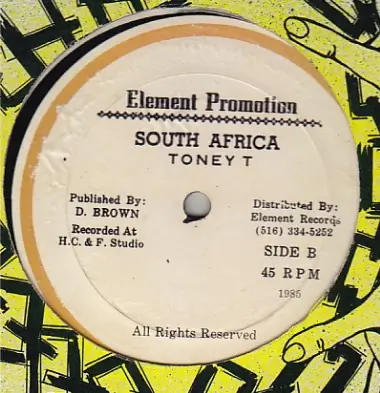 Element Promotion
SOUTH AFRICA
TONEY T
Published By:
D. BROWN
Recorded At
H.C. & F. Studio
Distributed By:
Element Records
(516) 334-5252
SIDE B
45 RPM
1985
All Rights Reserved